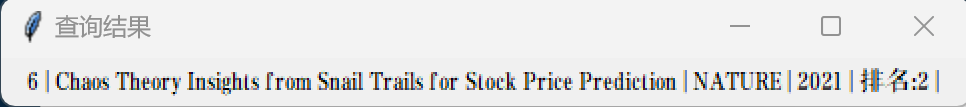 查询结果
6 | Chaos Theory Insights from Snail Trails for Stock Price Prediction | NATURE | 2021 | 排名:2 |